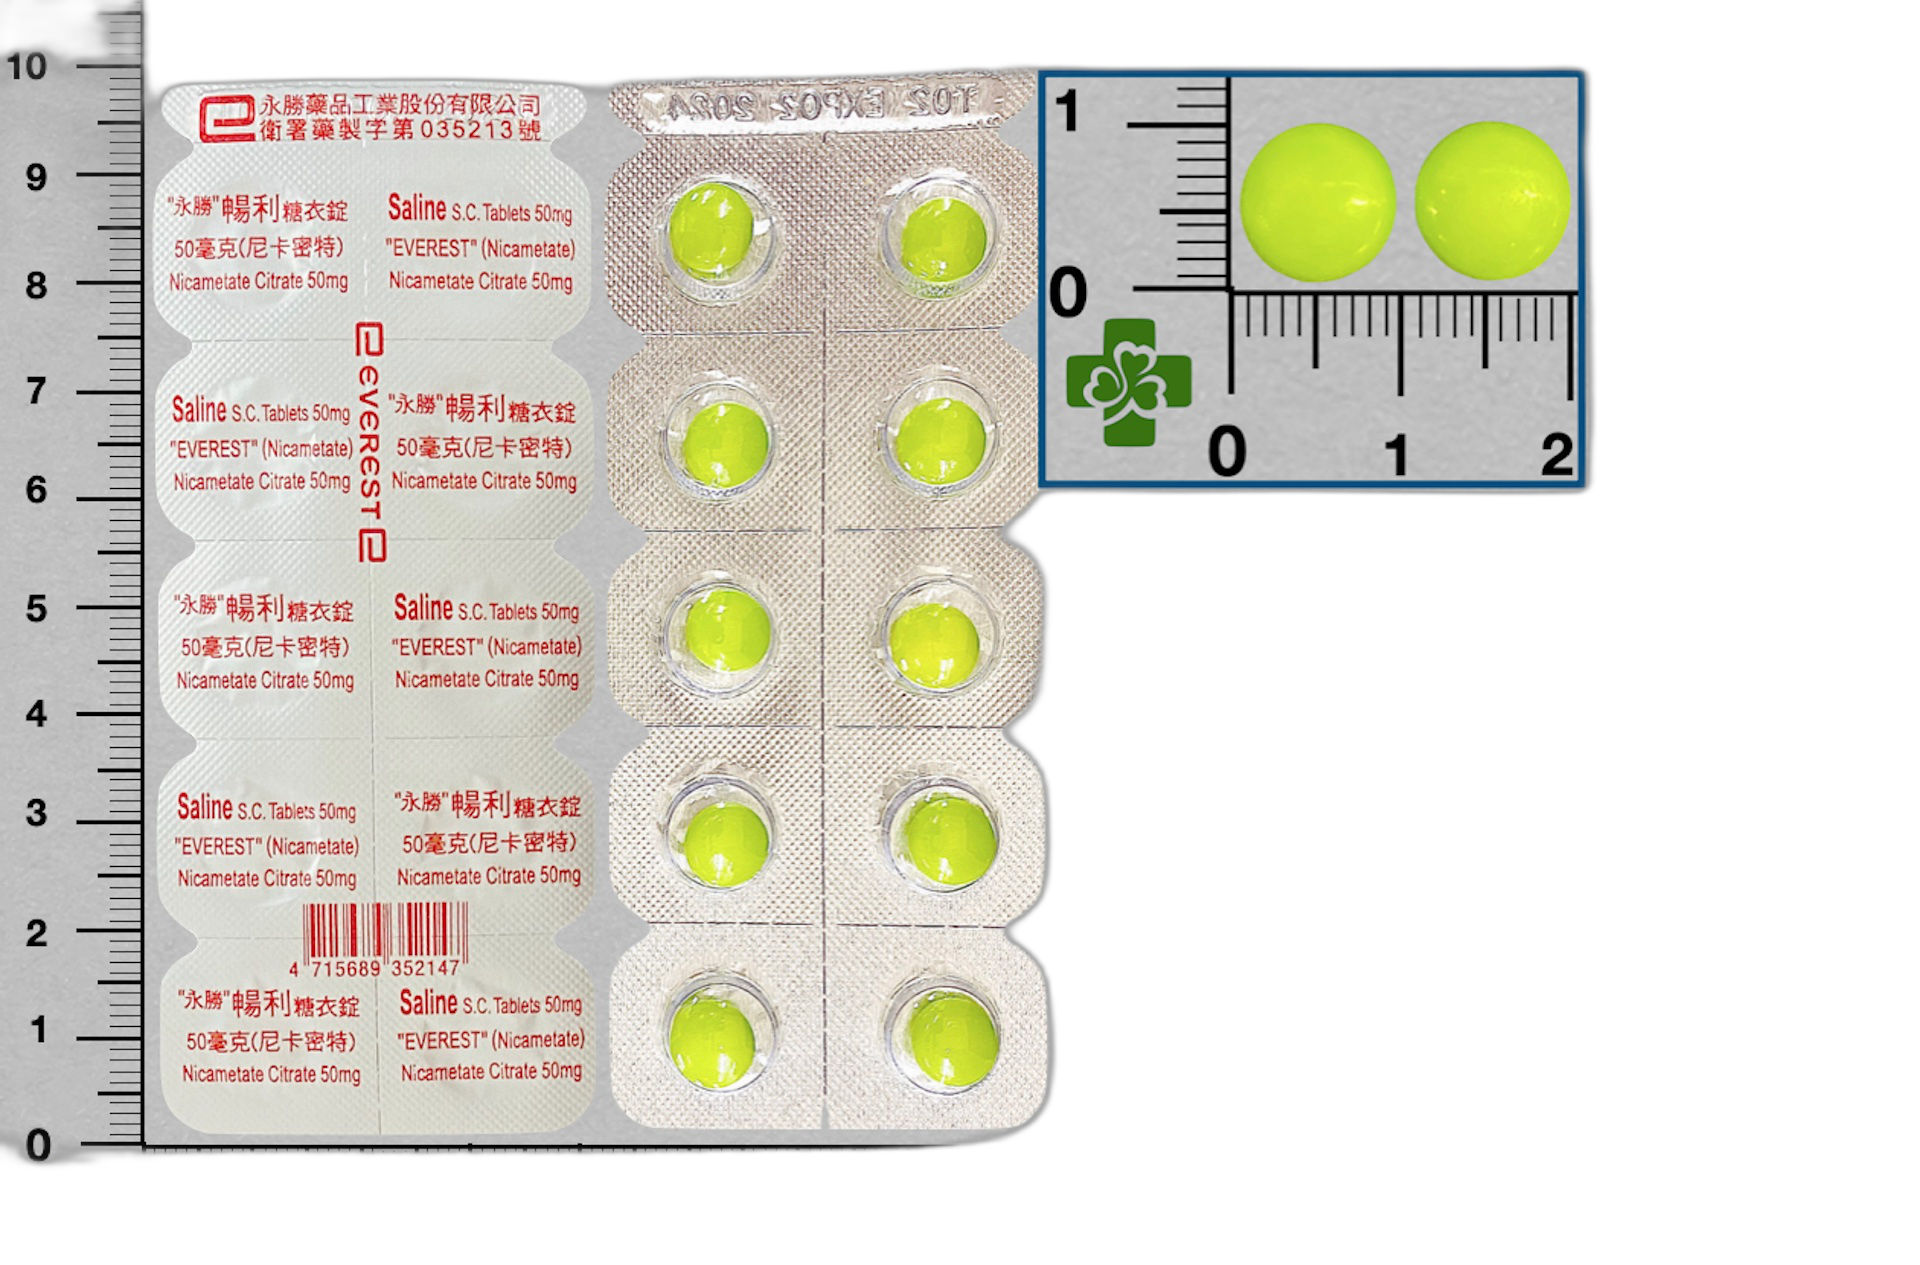 永勝藥品工業股份有限公司
衛署藥製字第035213號
"永勝"暢利糖衣錠
50毫克(尼卡密特)
Nicametate Citrate 50mg
Saline S.C. Tablets 50mg
"EVEREST" (Nicametate)
Nicametate Citrate 50mg
Saline S.C. Tablets 50mg
"EVEREST" (Nicametate)
Nicametate Citrate 50mg
eVEREST
"永勝"暢利糖衣錠
50毫克(尼卡密特)
Nicametate Citrate 50mg
"永勝"暢利糖衣錠
50毫克(尼卡密特)
Nicametate Citrate 50mg
Saline S.C. Tablets 50mg
"EVEREST" (Nicametate)
Nicametate Citrate 50mg
Saline S.C. Tablets 50mg
"EVEREST" (Nicametate)
Nicametate Citrate 50mg
"永勝"暢利糖衣錠
50毫克(尼卡密特)
Nicametate Citrate 50mg
4 715689 352147
"永勝"暢利糖衣錠
50毫克(尼卡密特)
Nicametate Citrate 50mg
Saline S.C. Tablets 50mg
"EVEREST" (Nicametate)
Nicametate Citrate 50mg
10
9
8
7
6
5
4
3
2
1
0
1
0
0 1 2